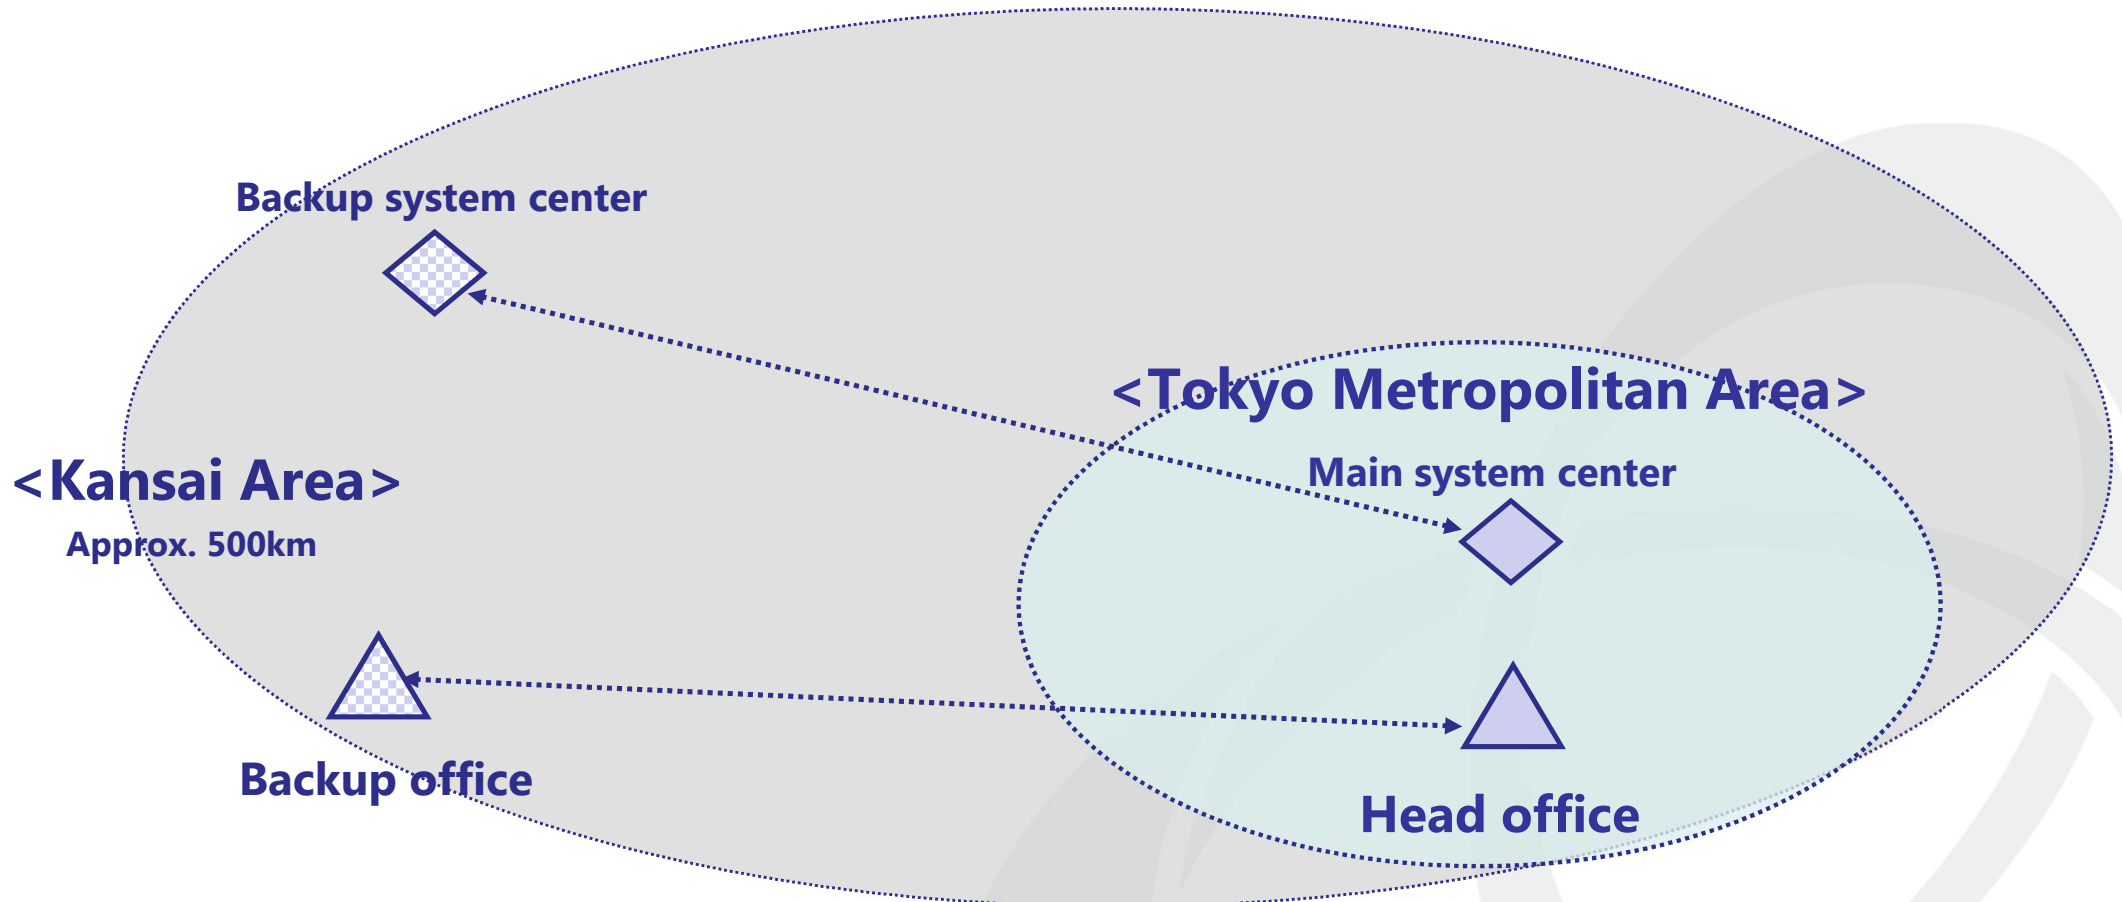 Backup system center
<Tokyo Metropolitan Area>
Main system center
<Kansai Area>
Approx. 500km
Backup office
Head office